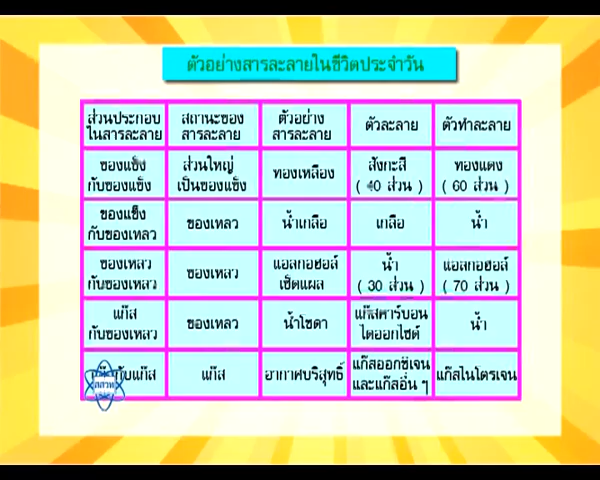 ตัวอย่างสารละลายในชีวิตประจำวัน
ส่วนประกอบ
ในสารละลาย
สถานะของ
สารละลาย
ตัวอย่าง
สารละลาย
ตัวละลาย
ตัวทำละลาย
ของแข็ง
กับของแข็ง
ส่วนใหญ่
เป็นของแข็ง
ทองเหลือง
สังกะสี
( 40 ส่วน )
ทองแดง
( 60 ส่วน )
ของแข็ง
กับของเหลว
ของเหลว
น้ำเกลือ
เกลือ
น้ำ
ของเหลว
กับของเหลว
ของเหลว
แอลกอฮอล์
เช็ดแผล
น้ำ
( 30 ส่วน )
แอลกอฮอล์
( 70 ส่วน )
แก๊ส
กับของเหลว
ของเหลว
น้ำโซดา
แก๊สคาร์บอน
ไดออกไซด์
น้ำ
กับแก๊ส
แก๊ส
อากาศบริสุทธิ์
แก๊สออกซิเจน
และแก๊สอื่น ๆ
แก๊สไนโตรเจน
สสวท